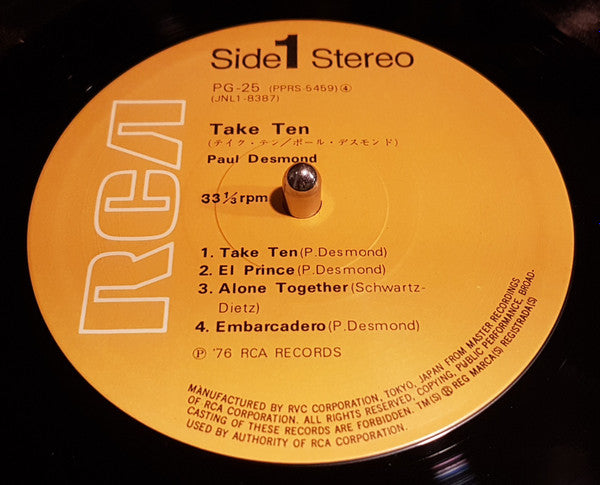 Side 1 Stereo
PG-25 (PPRS-5459)④
(JNL1-8387)
RCA
Take Ten
(テイク・テン/ポール・デスモンド)
Paul Desmond
33⅓rpm
1. Take Ten (P.Desmond)
2. El Prince (P.Desmond)
3. Alone Together (Schwartz-
Dietz)
4. Embarcadero (P.Desmond)
Ⓟ '76 RCA RECORDS
MANUFACTURED BY RVC CORPORATION, TOKYO, JAPAN FROM MASTER RECORDINGS
OF RCA CORPORATION. ALL RIGHTS RESERVED, COPYING, PUBLIC PERFORMANCE, BROAD-
CASTING OF THESE RECORDS ARE FORBIDDEN. TM(S) ® REG MARCA(S) REGISTRADA(S)
USED BY AUTHORITY OF RCA CORPORATION.